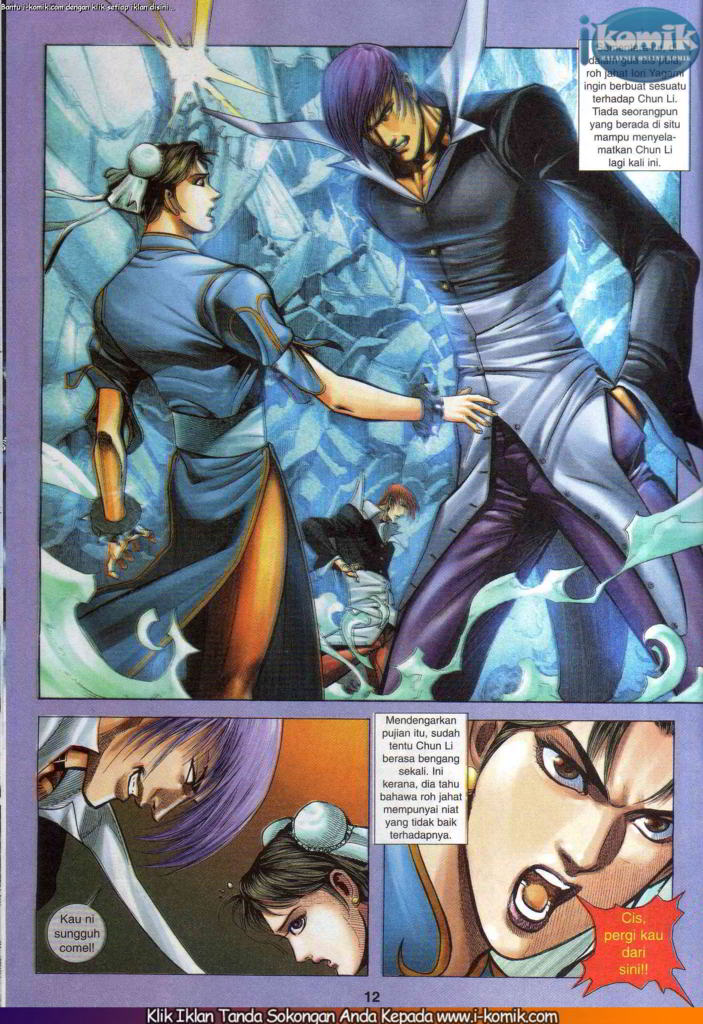 Bantu i-komik.com dengan klik setiap iklan disini...
ikomik
MALAYSIA ONLINE KOMIK
roh jahat Iori Yagami
ingin berbuat sesuatu
terhadap Chun Li.
Tiada seorangpun
yang berada di situ
mampu menyela-
matkan Chun Li
lagi kali ini.
Mendengarkan
pujian itu, sudah
tentu Chun Li
berasa bengang
sekali. Ini
kerana, dia tahu
bahawa roh jahat
mempunyai niat
yang tidak baik
terhadapnya.
Kau ni
sungguh
comel!
Cis,
pergi kau
dari
sini!!
12
Klik Iklan Tanda Sokongan Anda Kepada www.i-komik.com